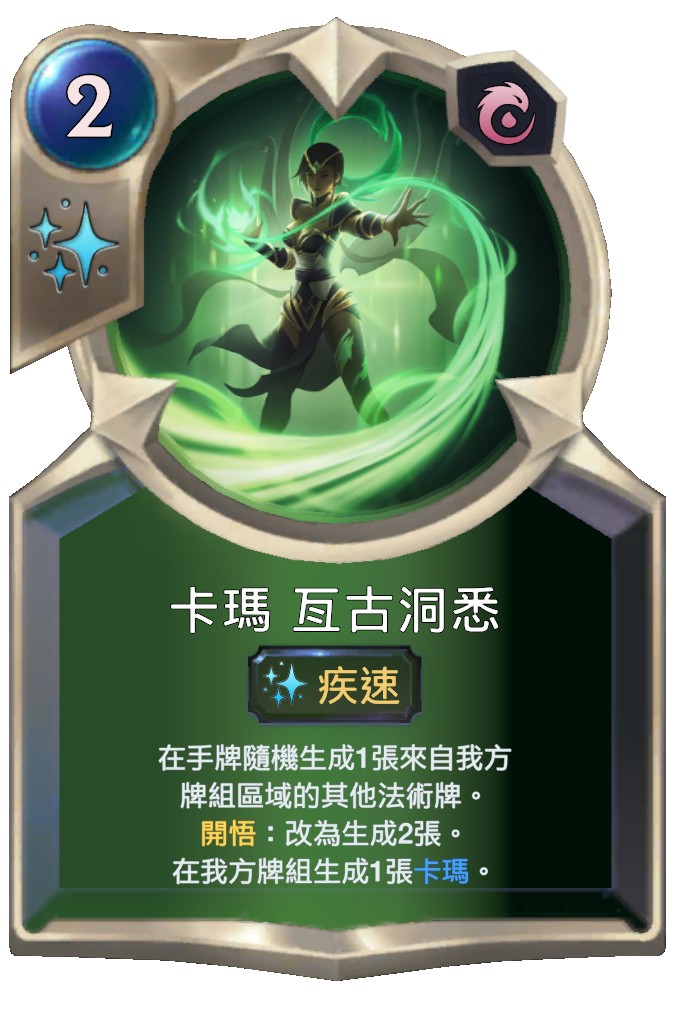 2
卡瑪 亙古洞悉
疾速
在手牌隨機生成1張來自我方
牌組區域的其他法術牌。
開悟：改為生成2張。
在我方牌組生成1張卡瑪。